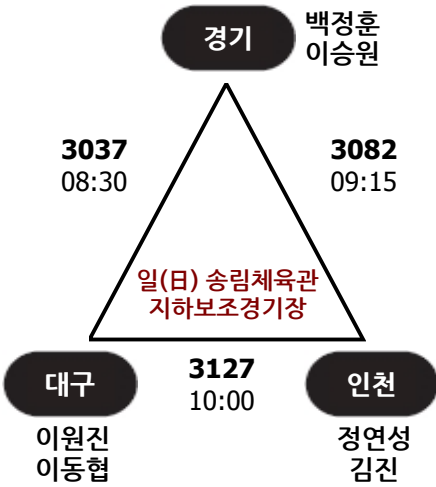 경기
백정훈
이승원
3037
08:30
3082
09:15
일(日) 송림체육관
지하보조경기장
대구
3127
10:00
인천
이원진
이동협
정연성
김진